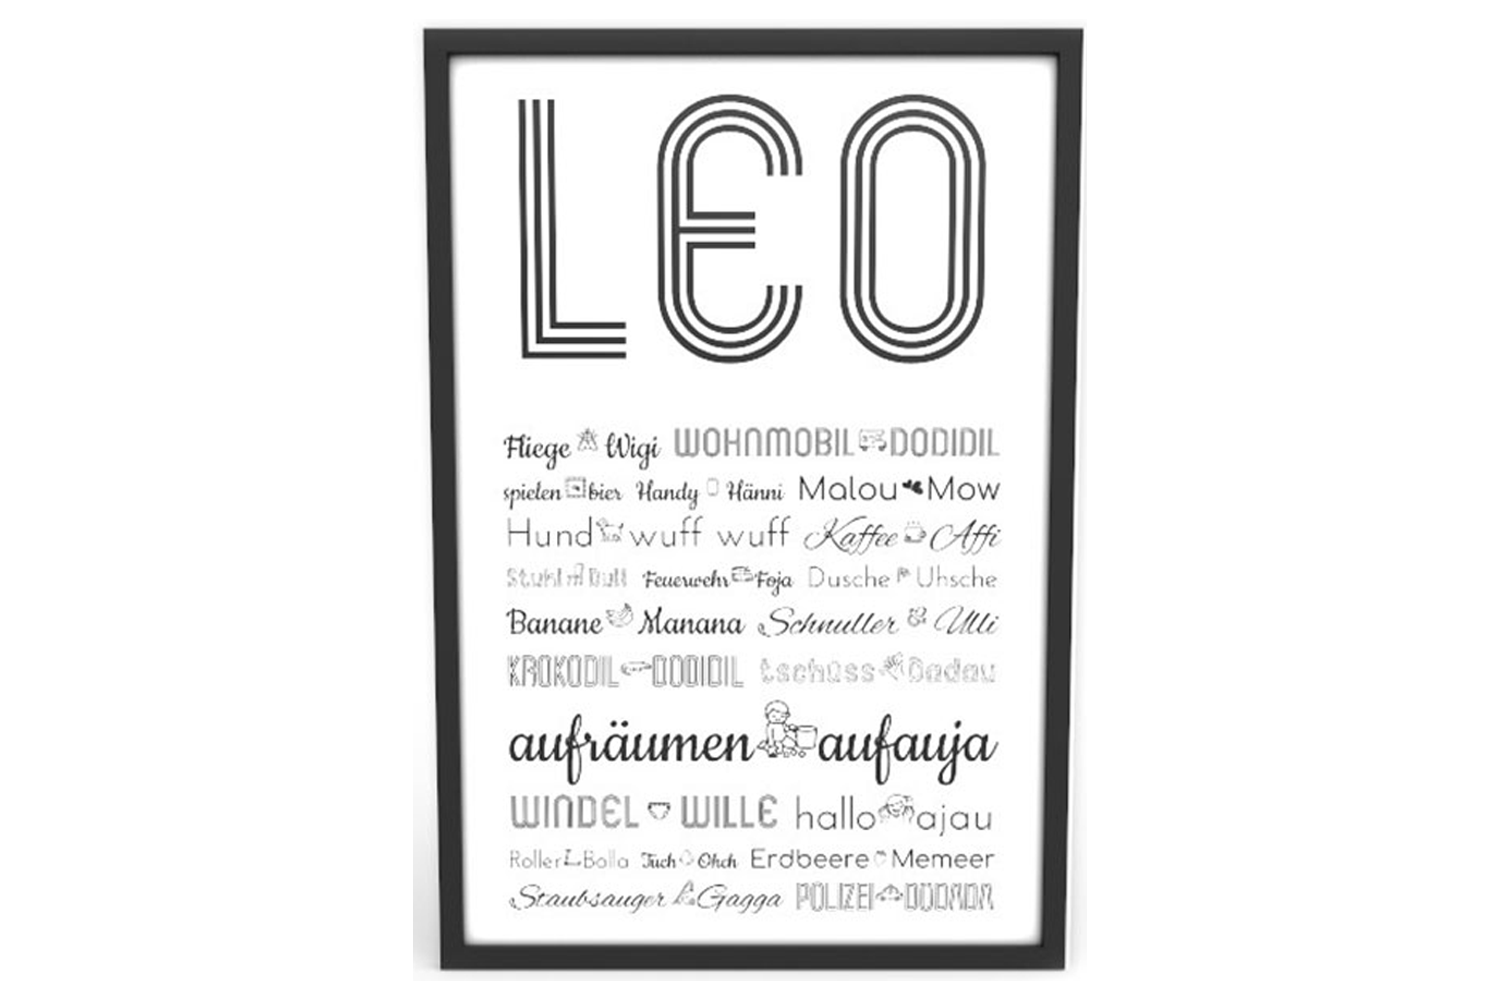 LEO
Fliege Wigi WOHNMOBIL DODIDIL
spielen bier Handy Hänni Malou Mow
Hund wuff wuff Kaffee Affi
Stuhl Dull Feuerwehr Foja Dusche Uhsche
Banane Manana Schnuller Ulli
KROKODIL DODIDIL tschüss Dadau
aufräumen aufauja
WINDEL WILLE hallo ajau
Roller Bolla Tuch Ohch Erdbeere Memeer
Staubsauger Gagga POLIZEI DÜDADA